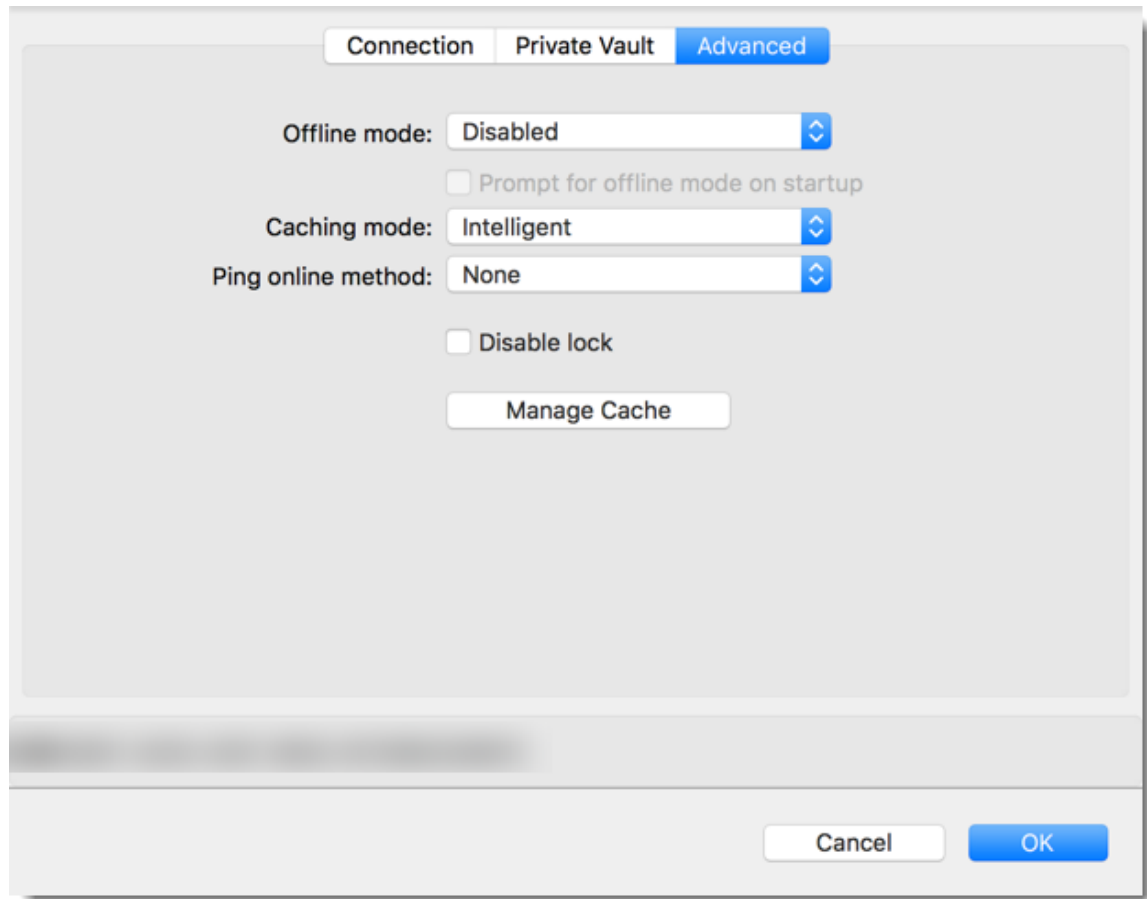 Connection Private Vault Advanced
Offline mode: Disabled
Prompt for offline mode on startup
Caching mode: Intelligent
Ping online method: None
Disable lock
Manage Cache
Cancel OK